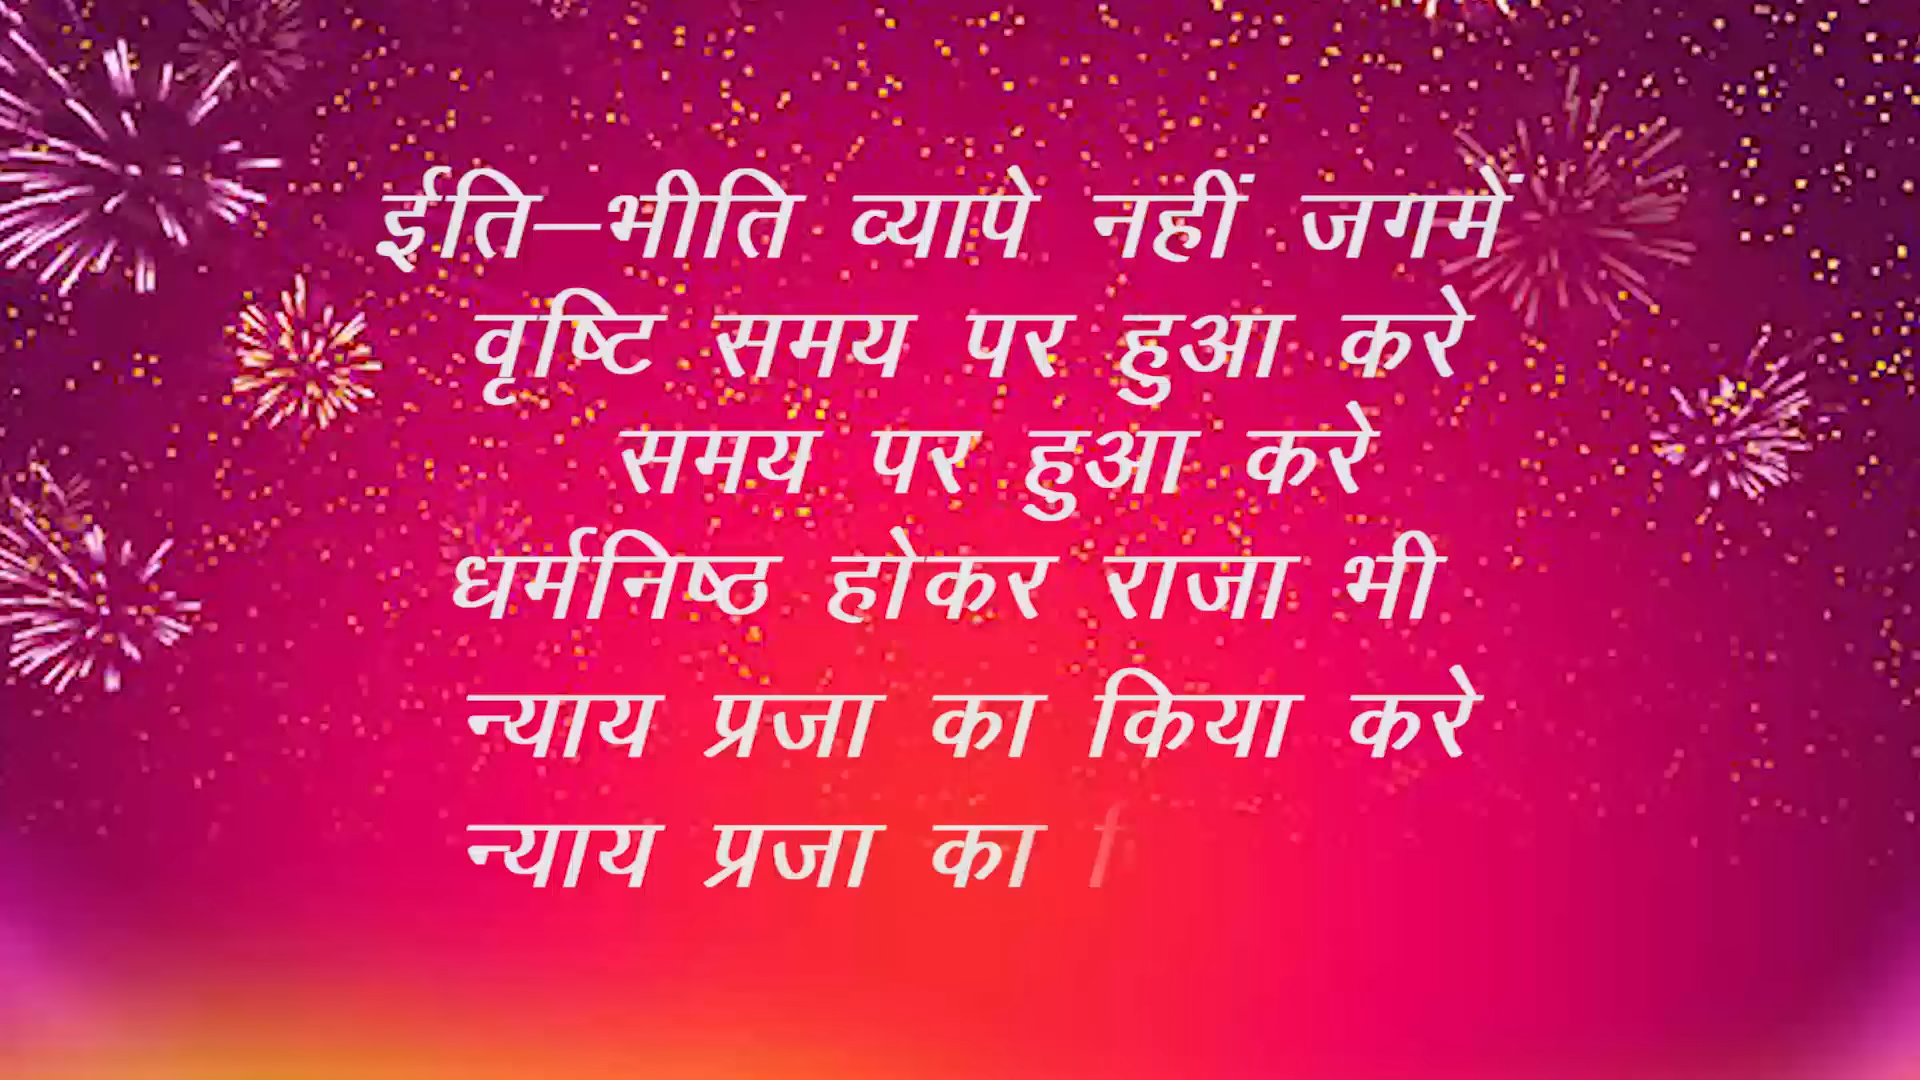 ईति–भीति व्यापे नहीं जगमें
वृष्टि समय पर हुआ करे
समय पर हुआ करे
धर्मनिष्ठ होकर राजा भी
न्याय प्रजा का किया करे
न्याय प्रजा का